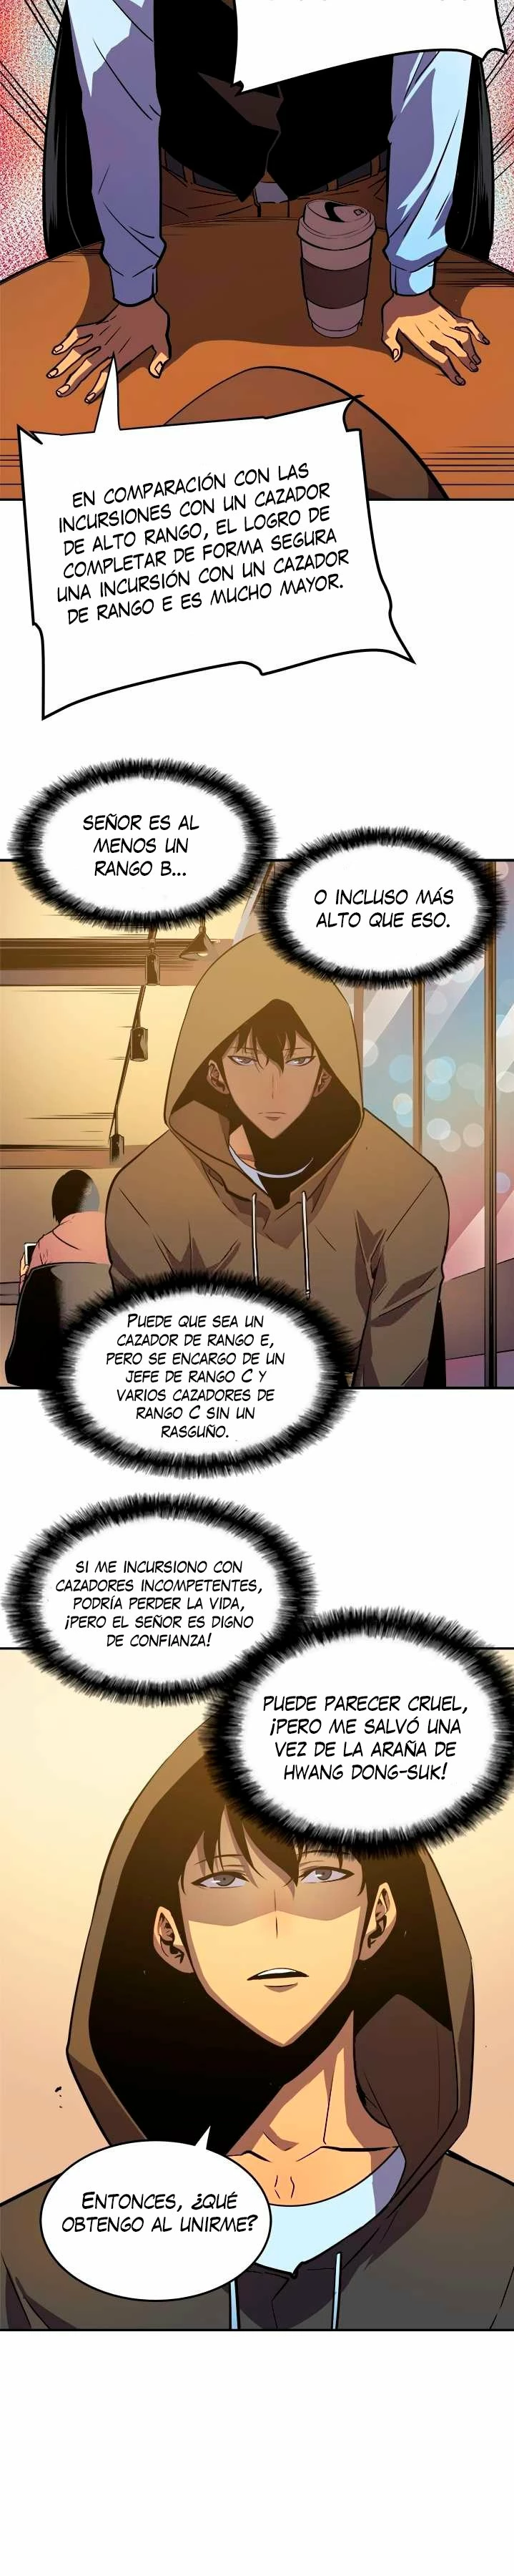 EN COMPARACIÓN CON LAS
INCURSIONES CON UN CAZADOR
DE ALTO RANGO, EL LOGRO DE
COMPLETAR DE FORMA SEGURA
UNA INCURSIÓN CON UN CAZADOR
DE RANGO E ES MUCHO MAYOR.
SEÑOR ES AL
MENOS UN
RANGO B...
O INCLUSO MÁS
ALTO QUE ESO.
PUEDE QUE SEA UN
CAZADOR DE RANGO E,
PERO SE ENCARGO DE UN
JEFE DE RANGO C Y
VARIOS CAZADORES DE
RANGO C SIN UN
RASGUÑO.
SI ME INCURSIONO CON
CAZADORES INCOMPETENTES,
PODRÍA PERDER LA VIDA,
¡PERO EL SEÑOR ES DIGNO
DE CONFIANZA!
PUEDE PARECER CRUEL,
¡PERO ME SALVÓ UNA
VEZ DE LA ARAÑA DE
HWANG DONG-SUK!
ENTONCES, ¿QUÉ
OBTENGO AL UNIRME?